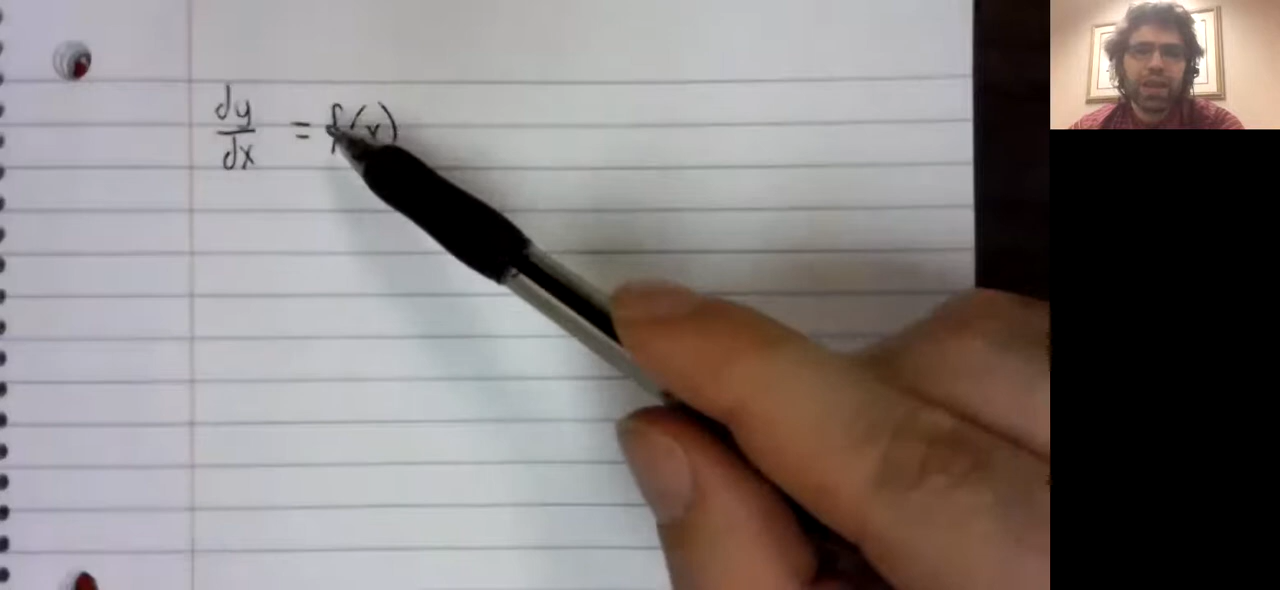 dy/dx = f(x)